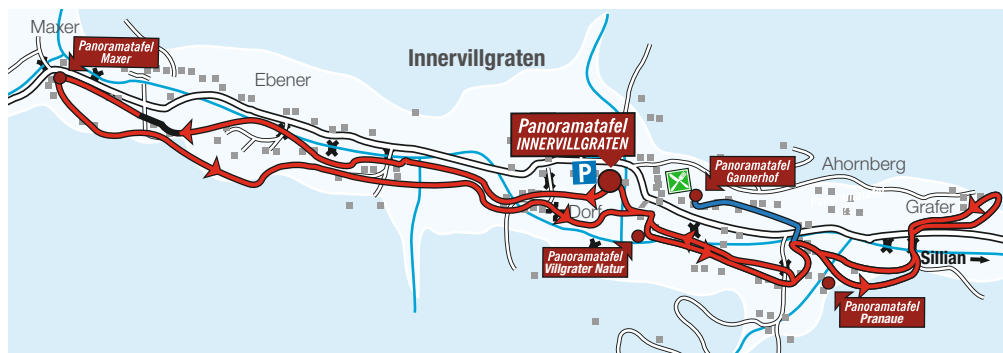 Maxer
Panoramatafel
Maxer
Ebener
Innervillgraten
Panoramatafel
INNERVILLGRATEN
P
Panoramatafel
Gannerhof
Ahornberg
Dorf
Grafer
Panoramatafel
Villgrater Natur
Sillian
Panoramatafel
Pranaue